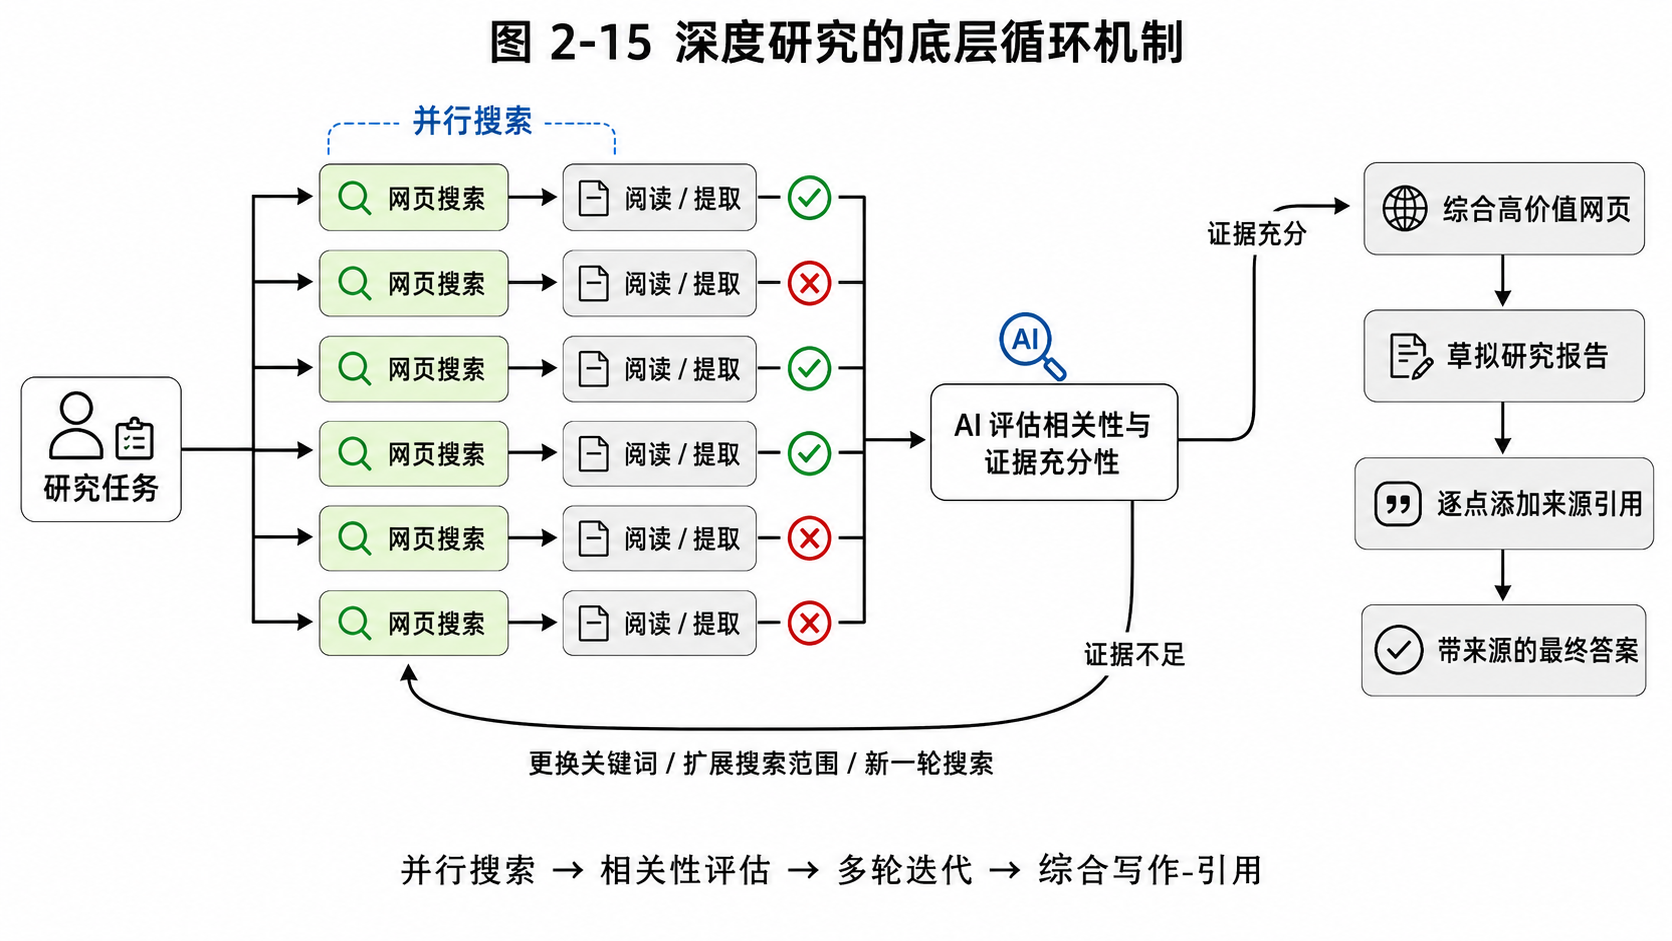 图 2-15 深度研究的底层循环机制
并行搜索
网页搜索
阅读 / 提取
网页搜索
阅读 / 提取
网页搜索
阅读 / 提取
网页搜索
阅读 / 提取
网页搜索
阅读 / 提取
网页搜索
阅读 / 提取
研究任务
AI
AI 评估相关性与
证据充分性
证据充分
证据不足
更换关键词 / 扩展搜索范围 / 新一轮搜索
综合高价值网页
草拟研究报告
逐点添加来源引用
带来源的最终答案
并行搜索 → 相关性评估 → 多轮迭代 → 综合写作-引用